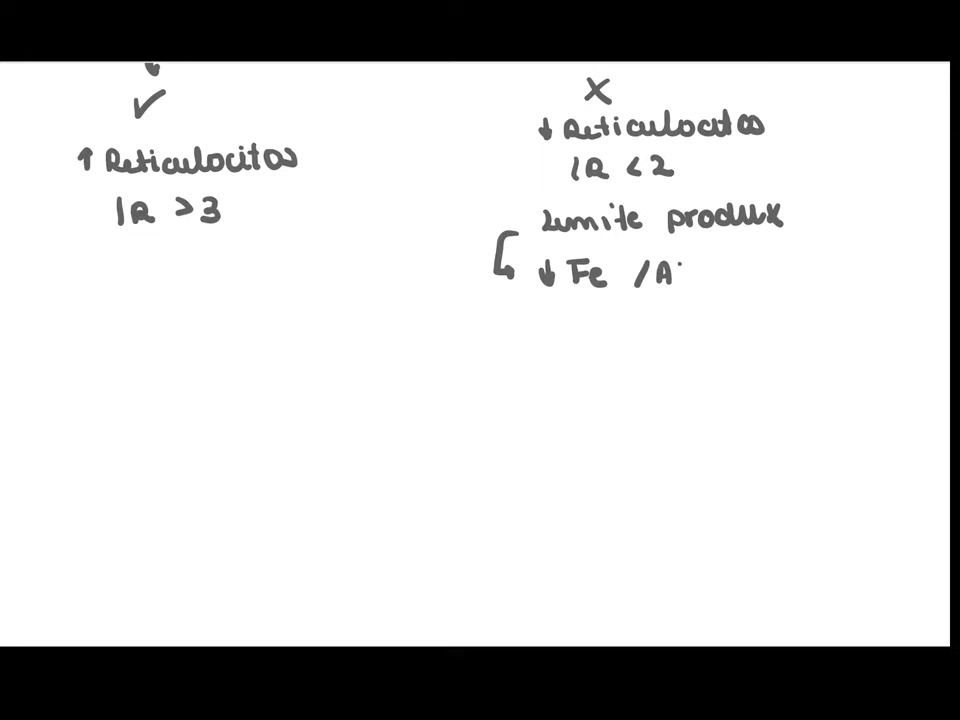 ↑ Reticulocitos
IR > 3
X
↓ Reticulocitos
IR < 2
limite produx
↓ Fe / A